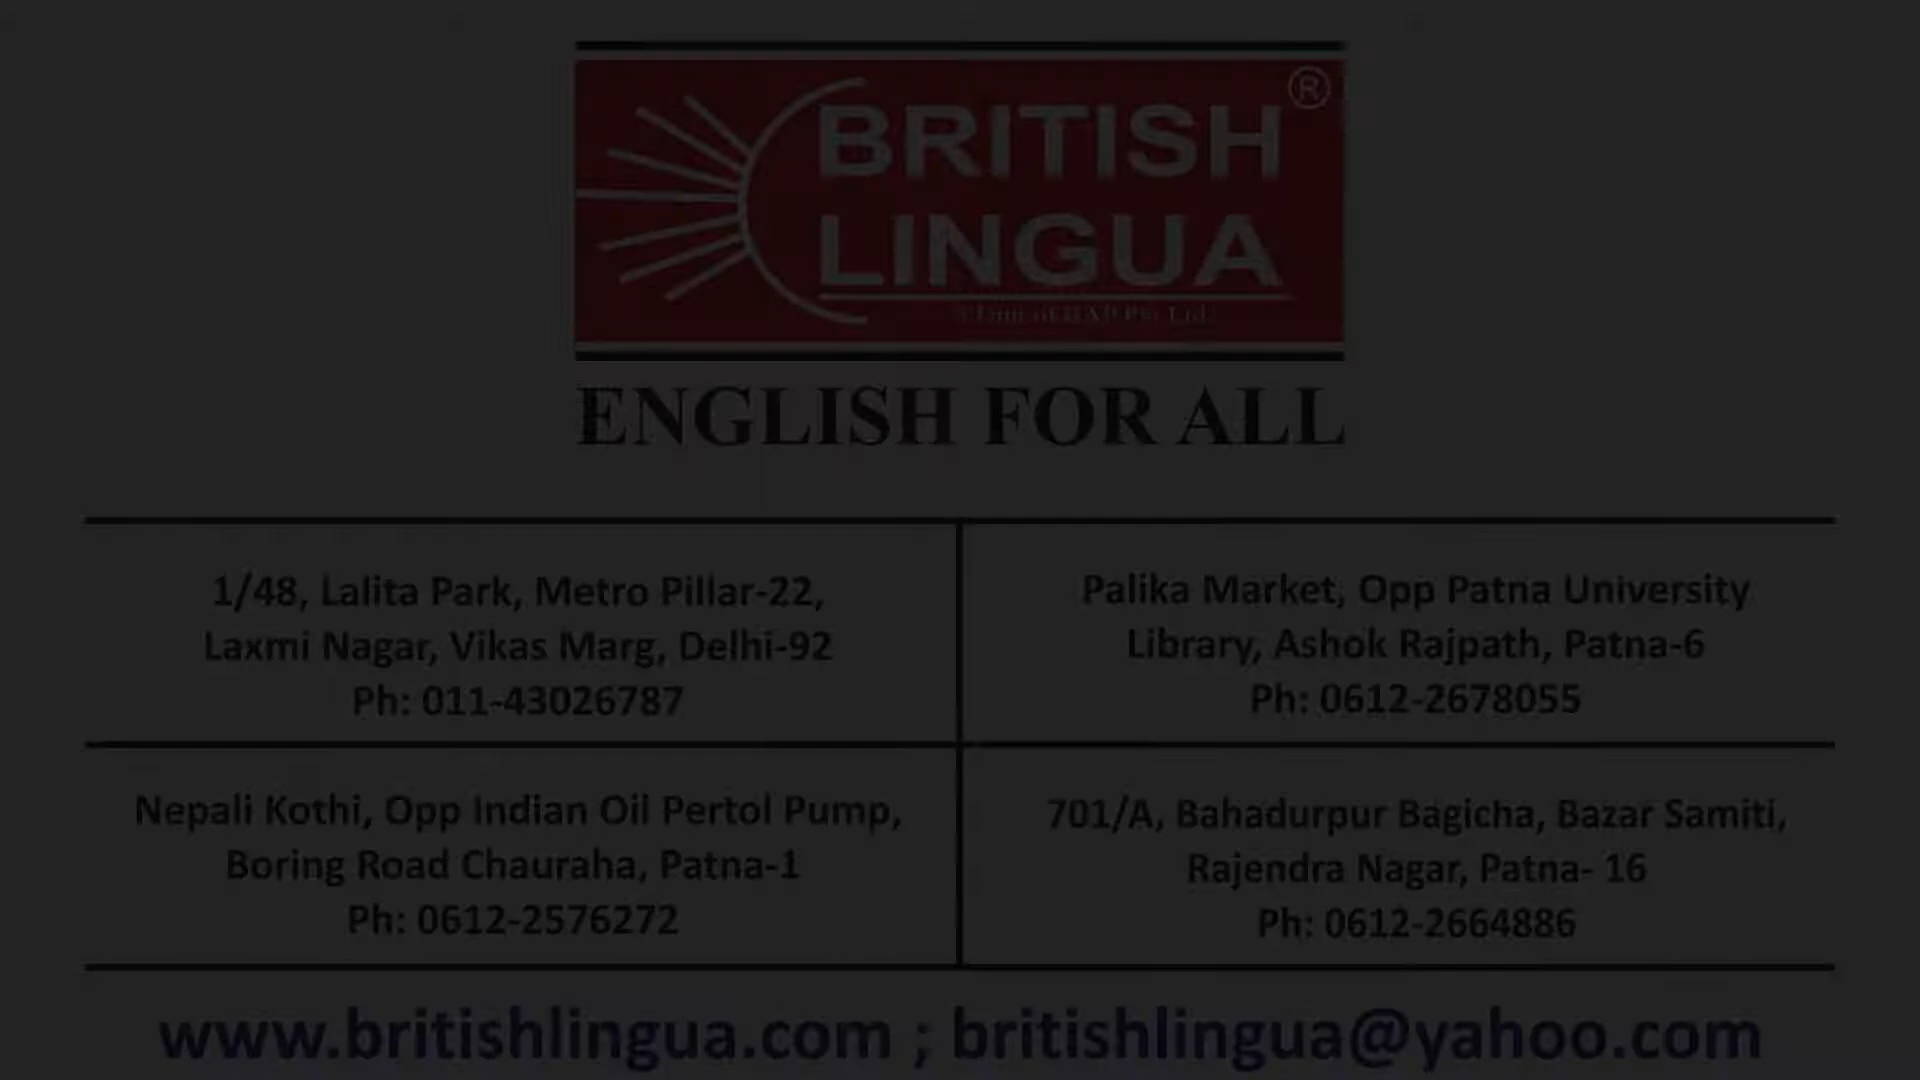 BRITISH ®
LINGUA
ENGLISH FOR ALL
1/48, Lalita Park, Metro Pillar-22,
Laxmi Nagar, Vikas Marg, Delhi-92
Ph: 011-43026787
Palika Market, Opp Patna University
Library, Ashok Rajpath, Patna-6
Ph: 0612-2678055
Nepali Kothi, Opp Indian Oil Pertol Pump,
Boring Road Chauraha, Patna-1
Ph: 0612-2576272
701/A, Bahadurpur Bagicha, Bazar Samiti,
Rajendra Nagar, Patna- 16
Ph: 0612-2664886
www.britishlingua.com ; britishlingua@yahoo.com